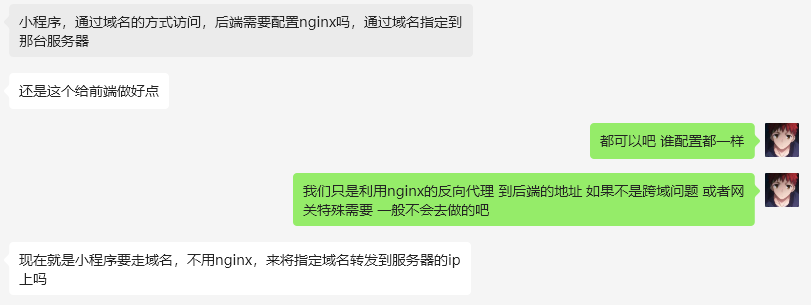 小程序，通过域名的方式访问，后端需要配置nginx吗，通过域名指定到
那台服务器
还是这个给前端做好点
都可以吧 谁配置都一样
我们只是利用nginx的反向代理 到后端的地址 如果不是跨域问题 或者网
关特殊需要 一般不会去做的吧
现在就是小程序要走域名，不用nginx，来将指定域名转发到服务器的ip
上吗